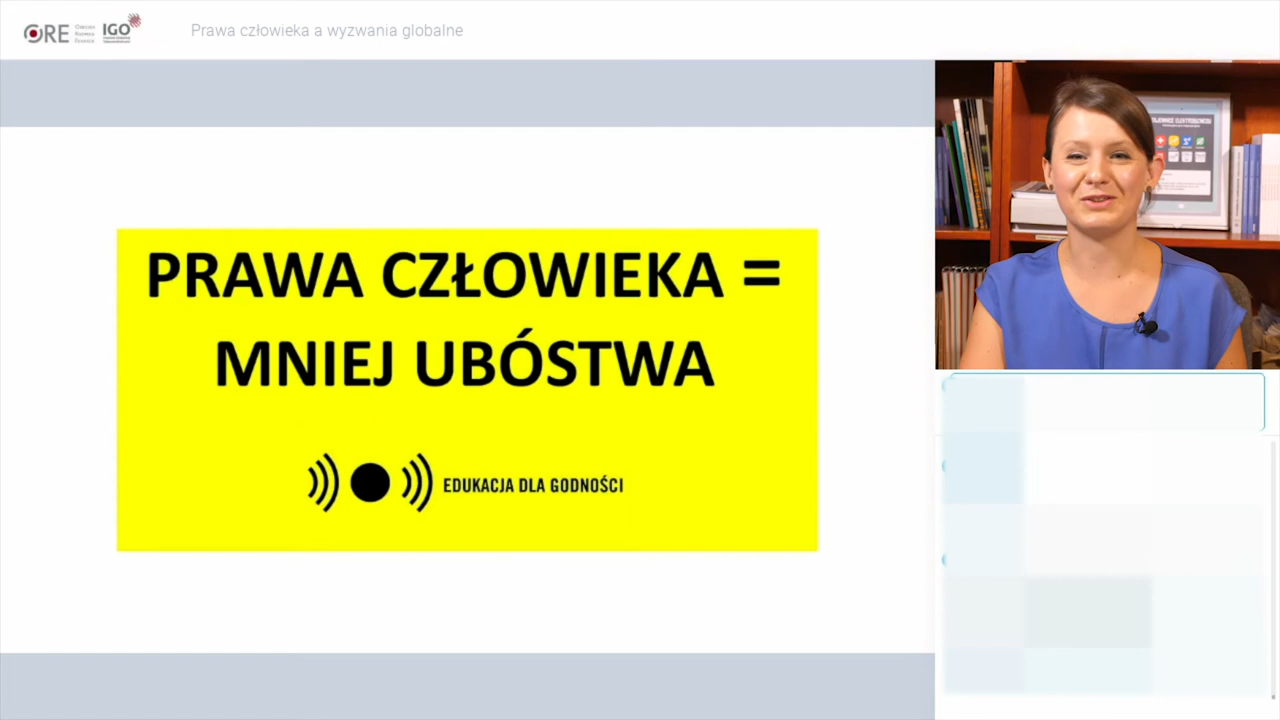 ORE
IGO
Prawa człowieka a wyzwania globalne
PRAWA CZŁOWIEKA =
MNIEJ UBÓSTWA
EDUKACJA DLA GODNOŚCI